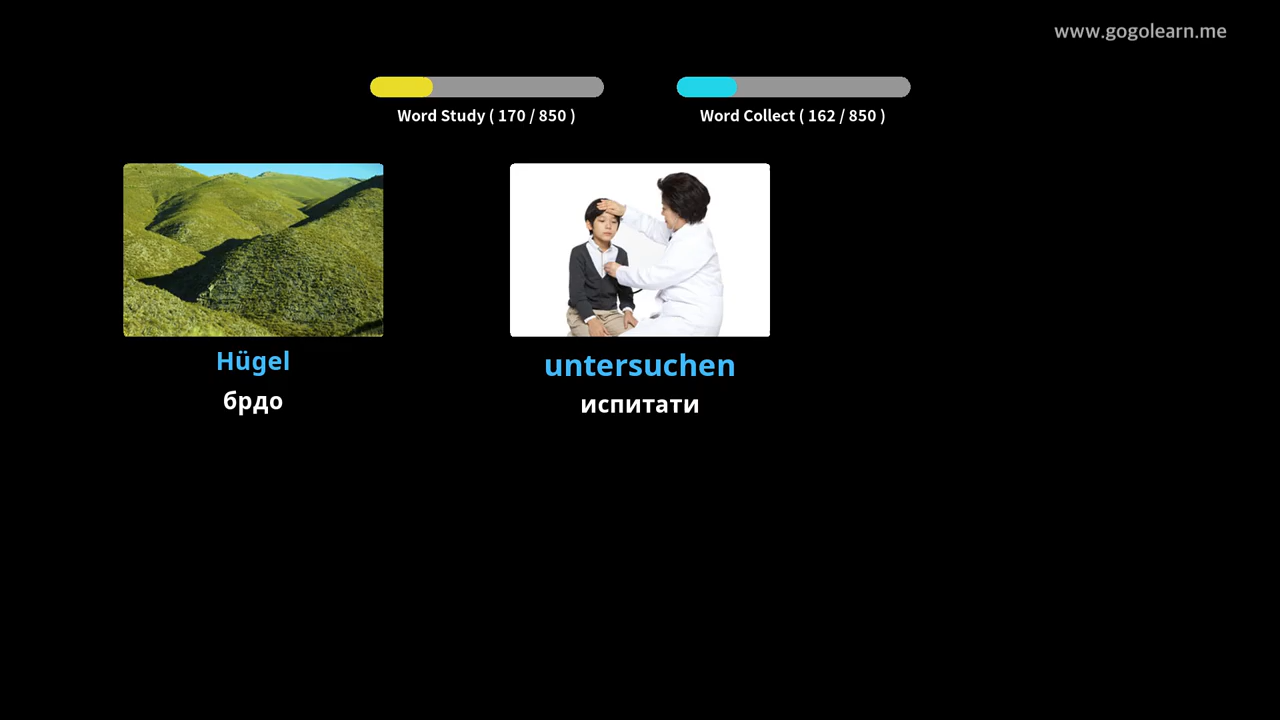 www.gogolearn.me
Word Study ( 170 / 850 )
Word Collect ( 162 / 850 )
Hügel
брдо
untersuchen
испитати